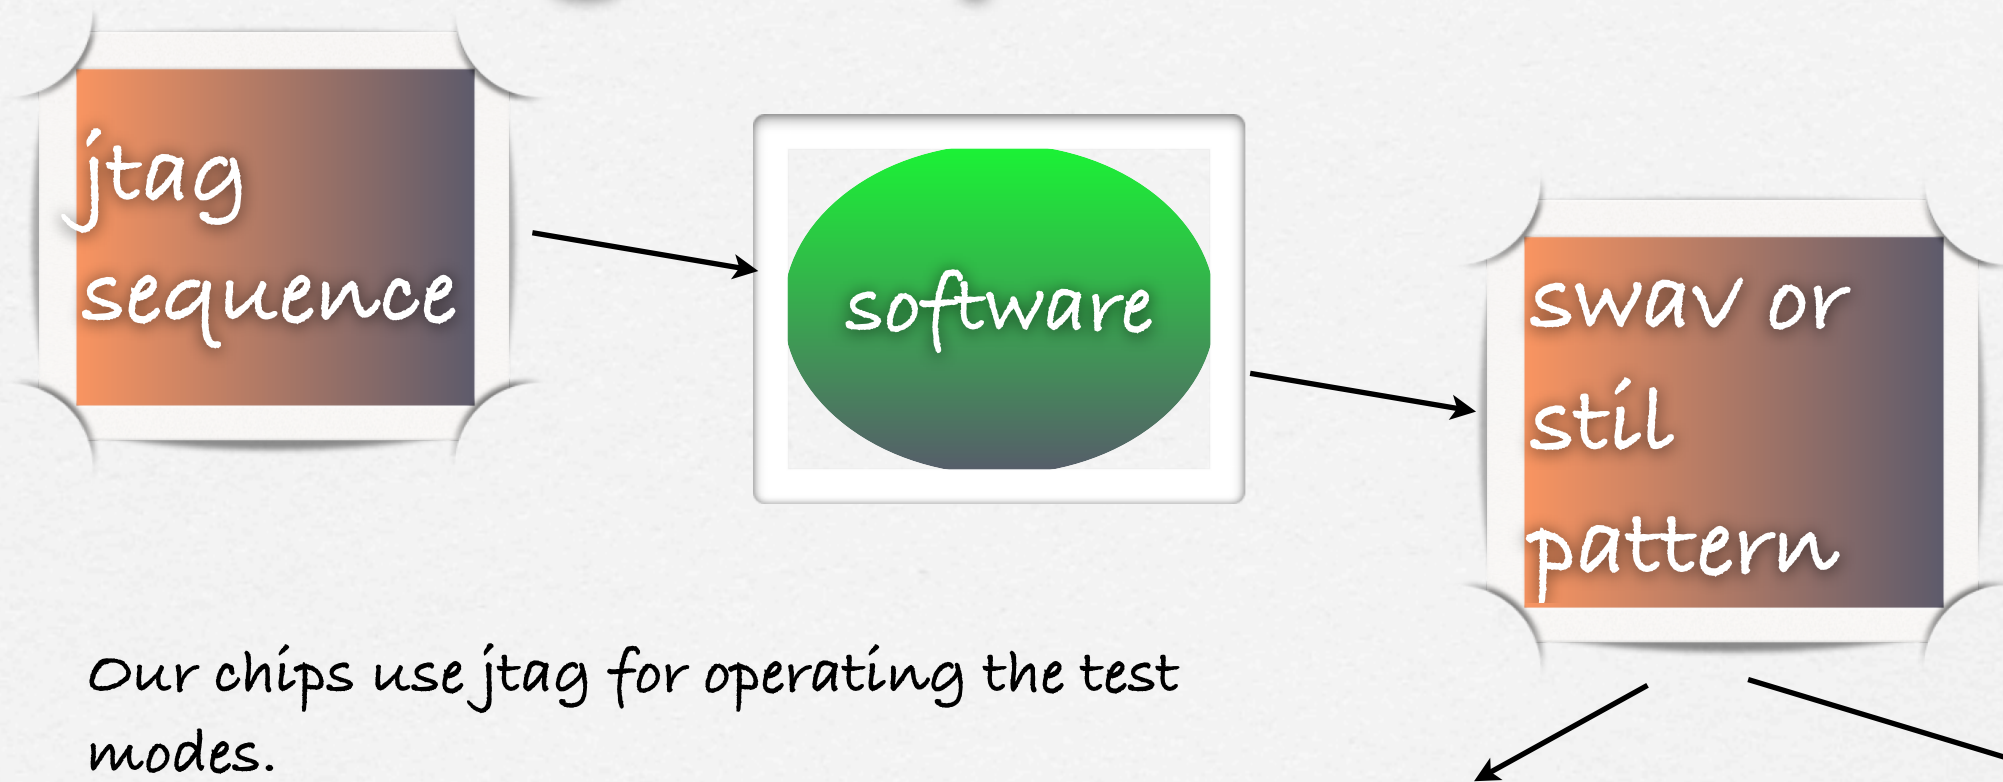 jtag
sequence
software
swav or
stil
pattern
Our chips use jtag for operating the test
modes.